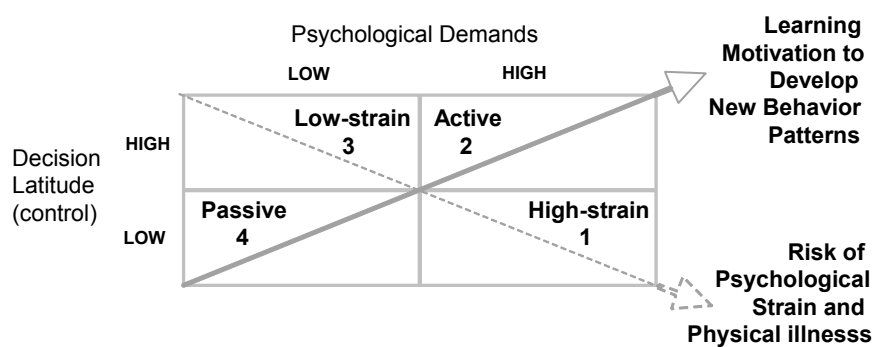 Psychological Demands
LOW
HIGH
Learning
Motivation to
Develop
New Behavior
Patterns
Decision
Latitude
(control)
HIGH
LOW
Low-strain
3
Active
2
Passive
4
High-strain
1
Risk of
Psychological
Strain and
Physical illnesss